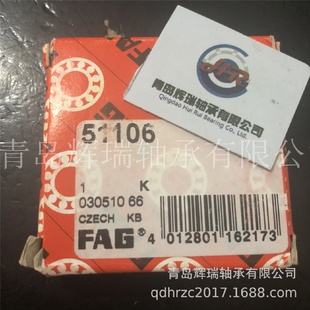 JFR
青岛辉瑞轴承有限公司
Qingdao Hui Rui Bearing Co., Ltd
51106
青岛辉瑞轴承有限公司
1 K
030510 66
CZECH KB
FAG
4 012801 162173
青岛辉瑞轴承有限公司
qdhrzc2017.1688.com